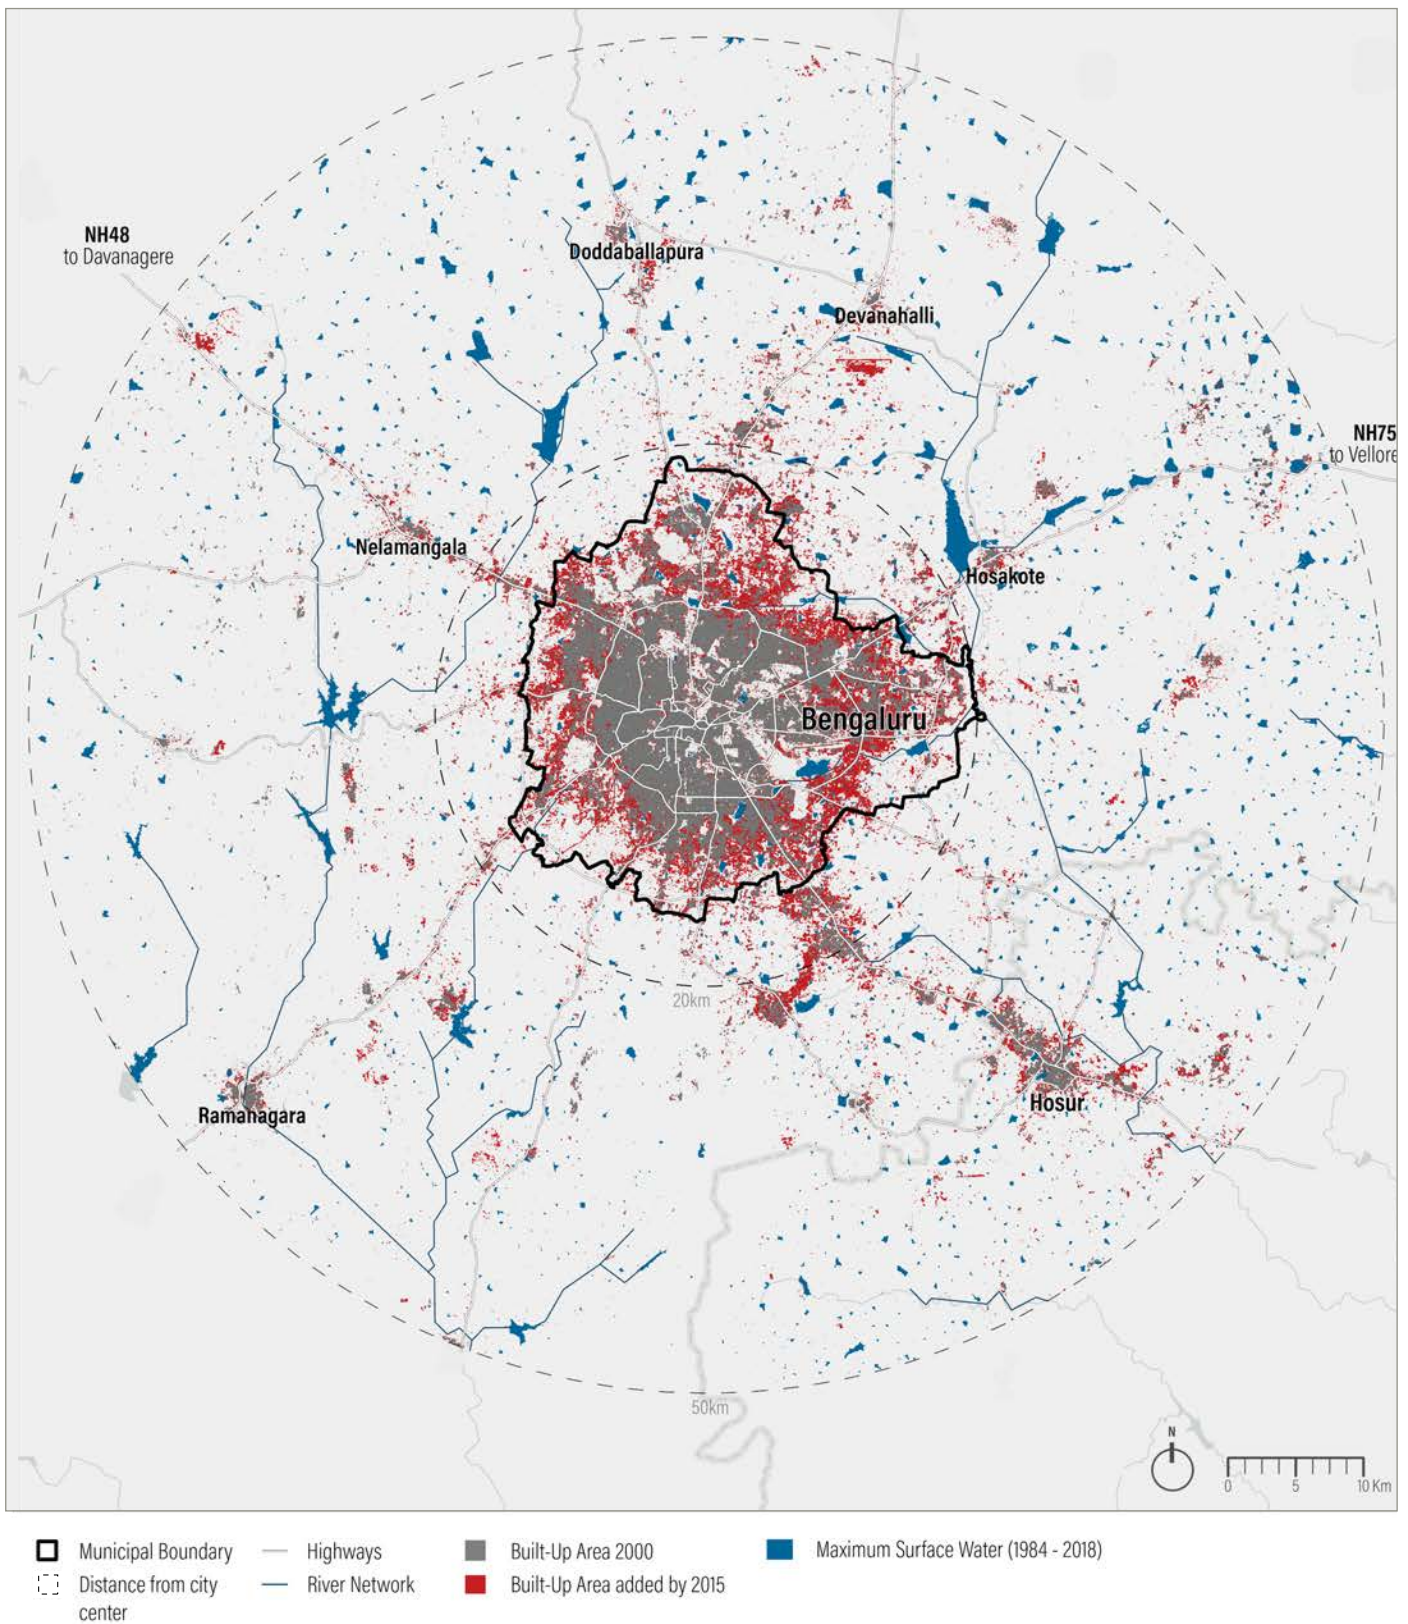 NH48
to Davanagere
Doddaballapura
Devanahalli
NH75
to Vellore
Nelamangala
Hosakote
Bengaluru
20km
Ramanagara
Hosur
50km
N
0 5 10 Km
Municipal Boundary
Distance from city
center
Highways
River Network
Built-Up Area 2000
Built-Up Area added by 2015
Maximum Surface Water (1984 - 2018)